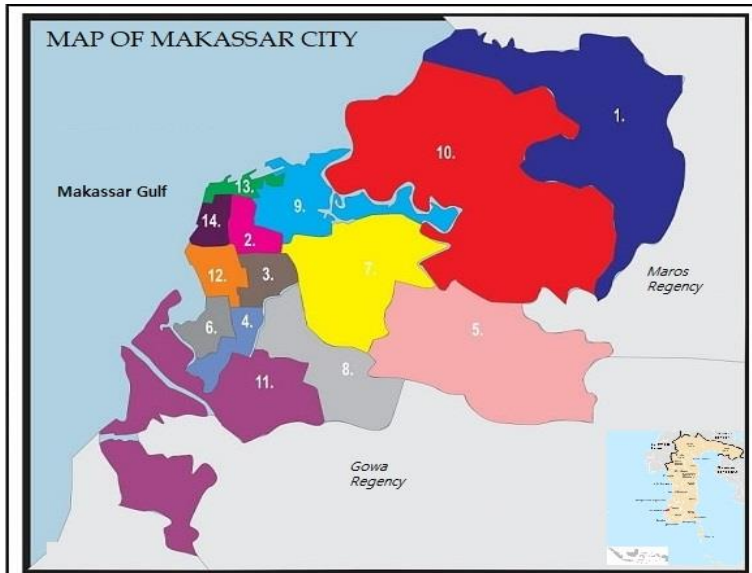 MAP OF MAKASSAR CITY
1.
10.
Makassar Gulf
13.
9.
14.
2.
12.
3.
7.
Maros
Regency
6.
4.
5.
8.
11.
Gowa
Regency